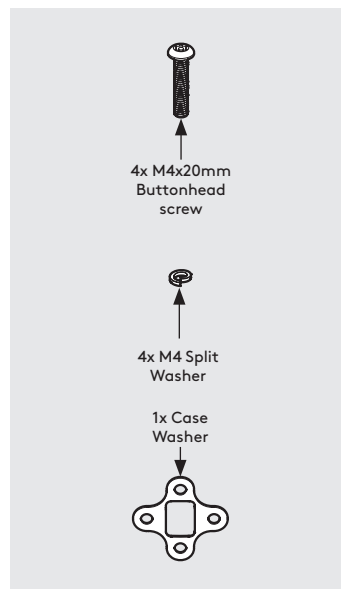 4x M4x20mm
Buttonhead
screw
4x M4 Split
Washer
1x Case
Washer